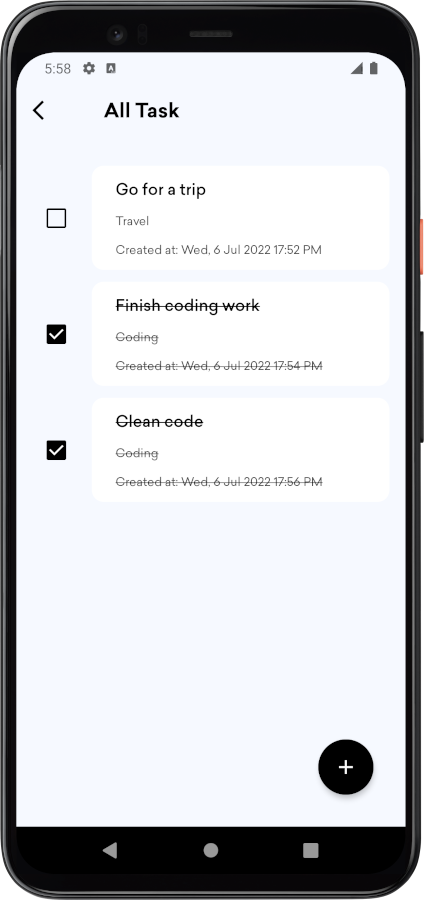 5:58
All Task
Go for a trip
Travel
Created at: Wed, 6 Jul 2022 17:52 PM
Finish coding work
Coding
Created at: Wed, 6 Jul 2022 17:54 PM
Clean code
Coding
Created at: Wed, 6 Jul 2022 17:56 PM